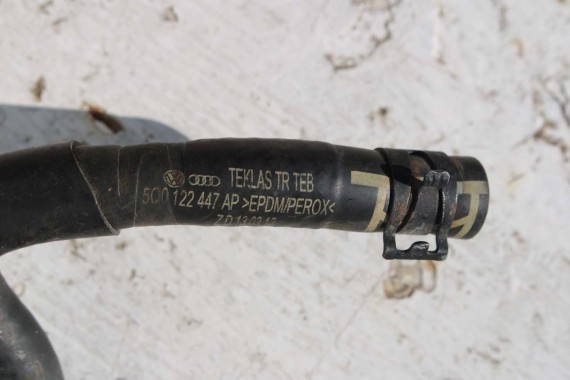 TEKLAS TR TEB
5Q0 122 447 AP >EPDM/PEROX<